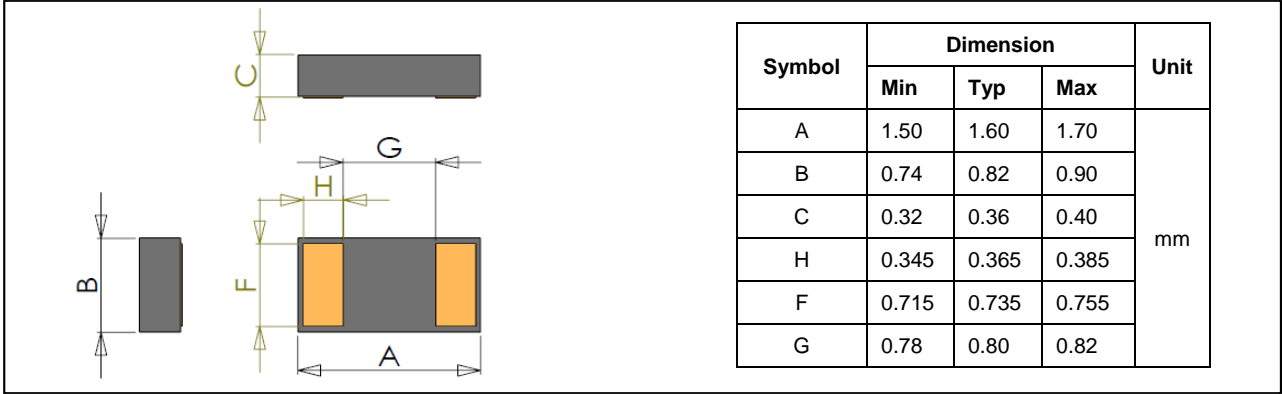 C
G
H
B
F
A
Symbol Dimension Unit
Min Typ Max
A 1.50 1.60 1.70
B 0.74 0.82 0.90
C 0.32 0.36 0.40
H 0.345 0.365 0.385
mm
F 0.715 0.735 0.755
G 0.78 0.80 0.82